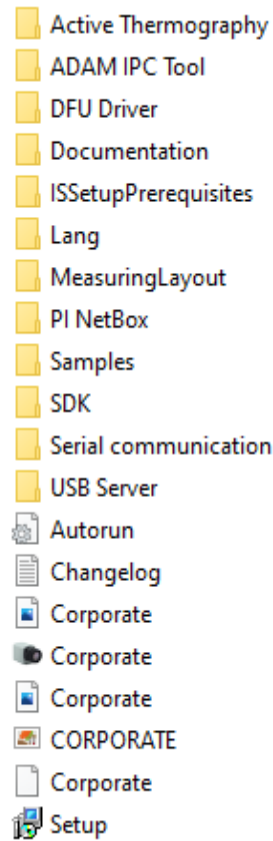 Active Thermography
ADAM IPC Tool
DFU Driver
Documentation
ISSetupPrerequisites
Lang
MeasuringLayout
PI NetBox
Samples
SDK
Serial communication
USB Server
Autorun
Changelog
Corporate
Corporate
Corporate
CORPORATE
Corporate
Setup